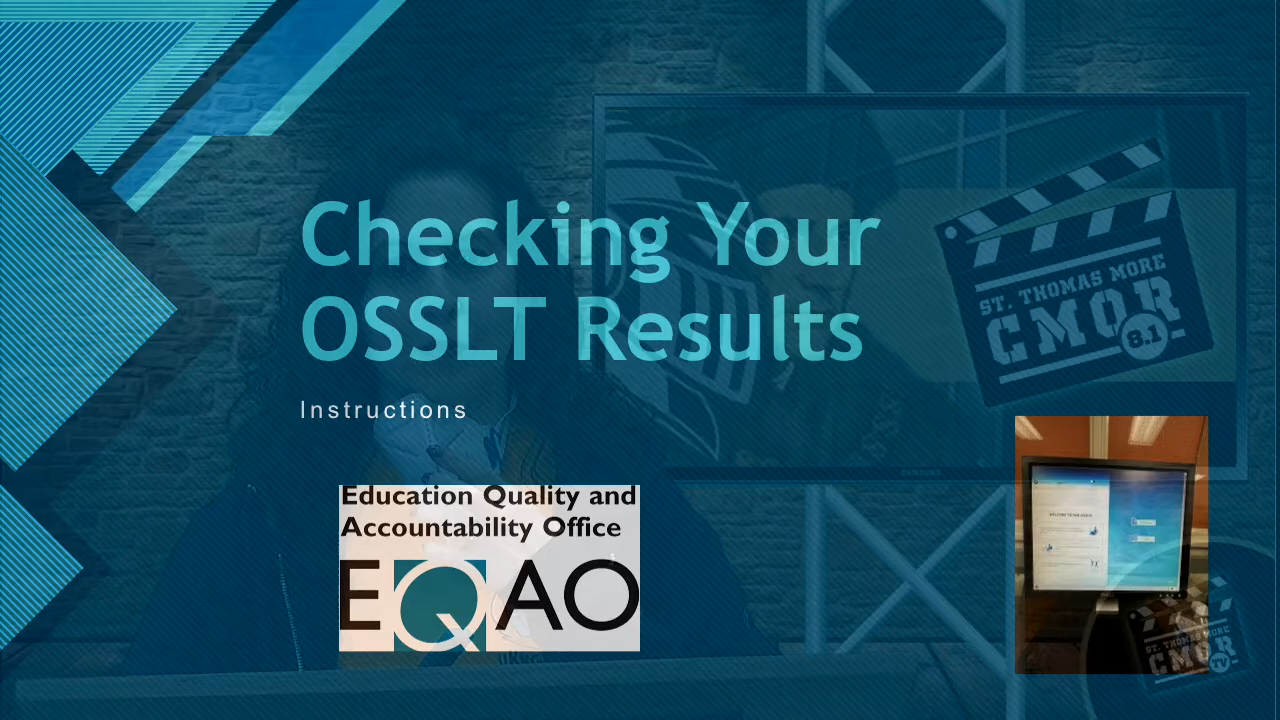 Checking Your
OSSLT Results
Instructions
Education Quality and
Accountability Office
EQAO
ST. THOMAS MORE
CMOR
8.1
SAMSUNG
ST. THOMAS MORE
CMOR
TV